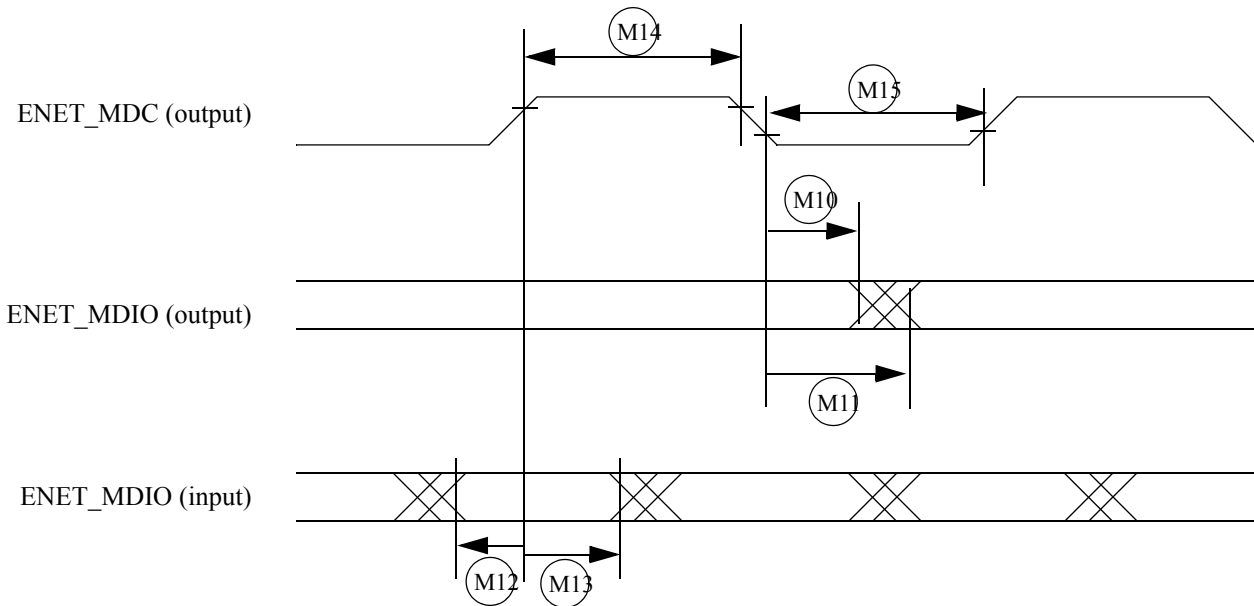 M14
M15
ENET_MDC (output)
M10
ENET_MDIO (output)
M11
ENET_MDIO (input)
M12
M13